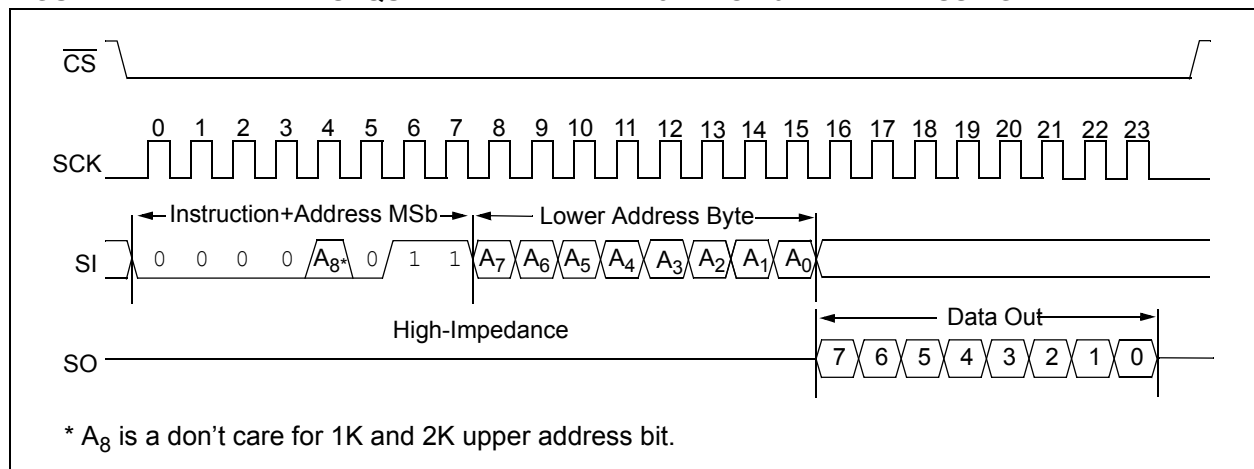 CS
0 1 2 3 4 5 6 7 8 9 10 11 12 13 14 15 16 17 18 19 20 21 22 23
SCK
Instruction+Address MSb Lower Address Byte
SI 0 0 0 0 A8* 0 1 1 A7 A6 A5 A4 A3 A2 A1 A0
High-Impedance Data Out
SO 7 6 5 4 3 2 1 0
* A8 is a don't care for 1K and 2K upper address bit.